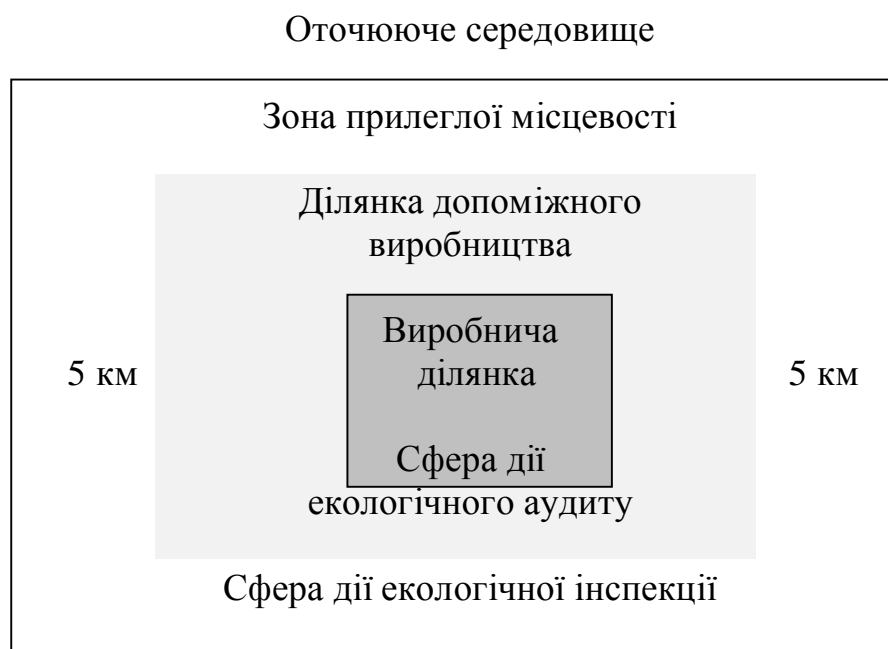 Оточююче середовище
Зона прилеглої місцевості
Ділянка допоміжного
виробництва
Виробнича
ділянка
5 км
5 км
Сфера дії
екологічного аудиту
Сфера дії екологічної інспекції